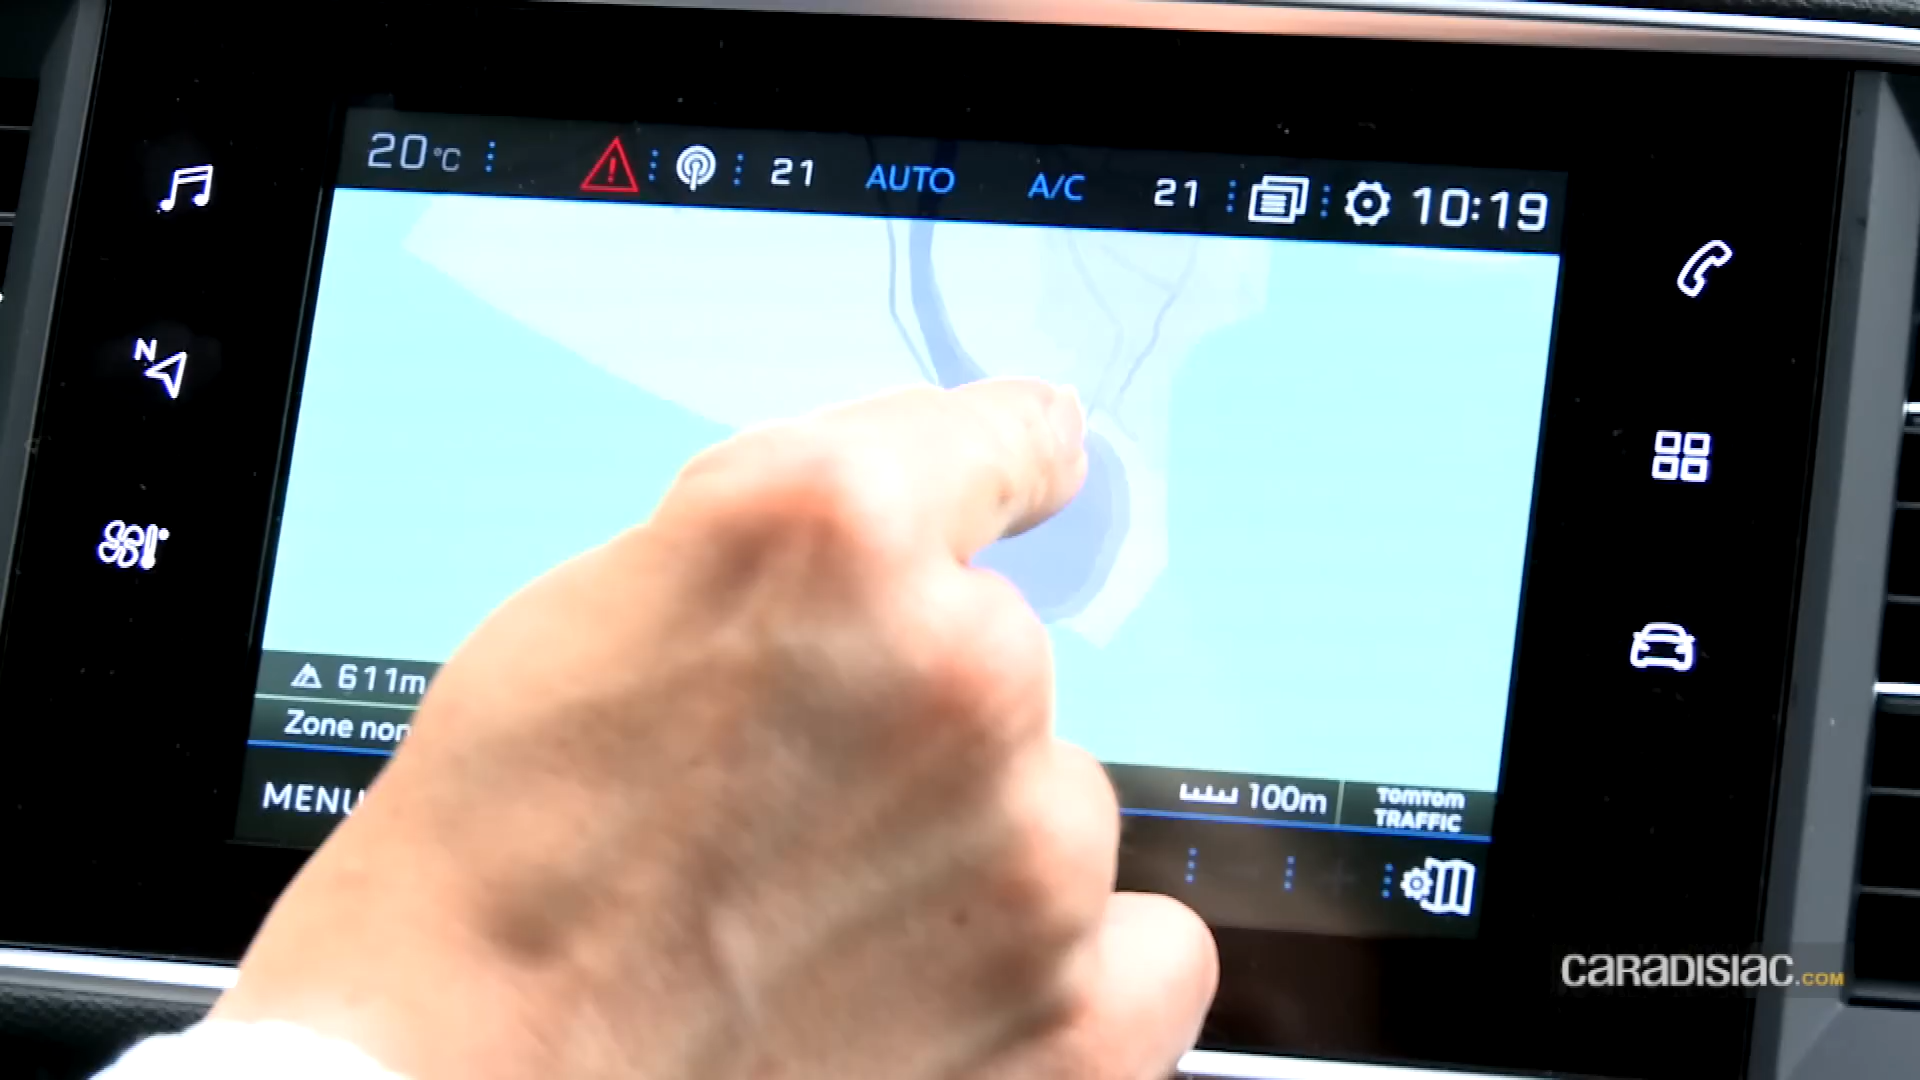 20°C 21 AUTO A/C 21 10:19
N
611m
Zone non
MENU
100m
TOMTOM
TRAFFIC
CARADISIAC.COM